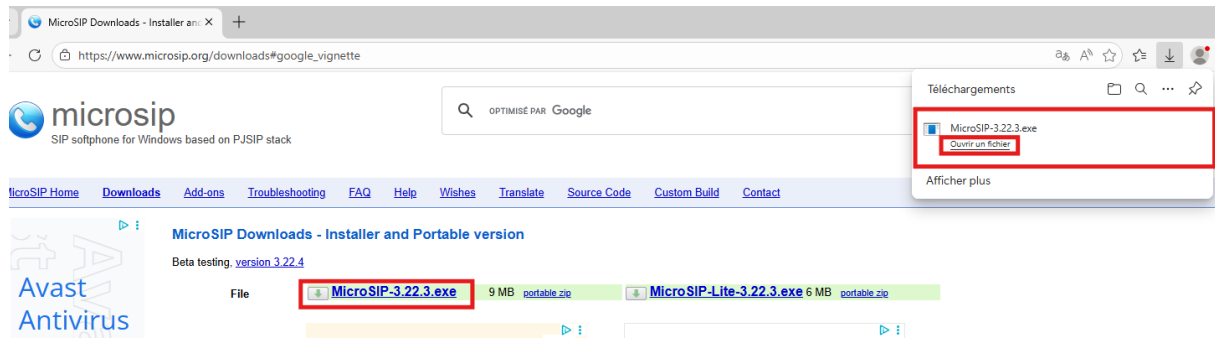 MicroSIP Downloads - Installer anc
https://www.microsip.org/downloads#google_vignette
Téléchargements
MicroSIP-3.22.3.exe
Ouvrir un fichier
Afficher plus
microsip
SIP softphone for Windows based on PJSIP stack
OPTIMISÉ PAR Google
MicroSIP Home Downloads Add-ons Troubleshooting FAQ Help Wishes Translate Source Code Custom Build Contact
MicroSIP Downloads - Installer and Portable version
Beta testing, version 3.22.4
File MicroSIP-3.22.3.exe 9 MB portable zip MicroSIP-Lite-3.22.3.exe 6 MB portable zip
Avast
Antivirus